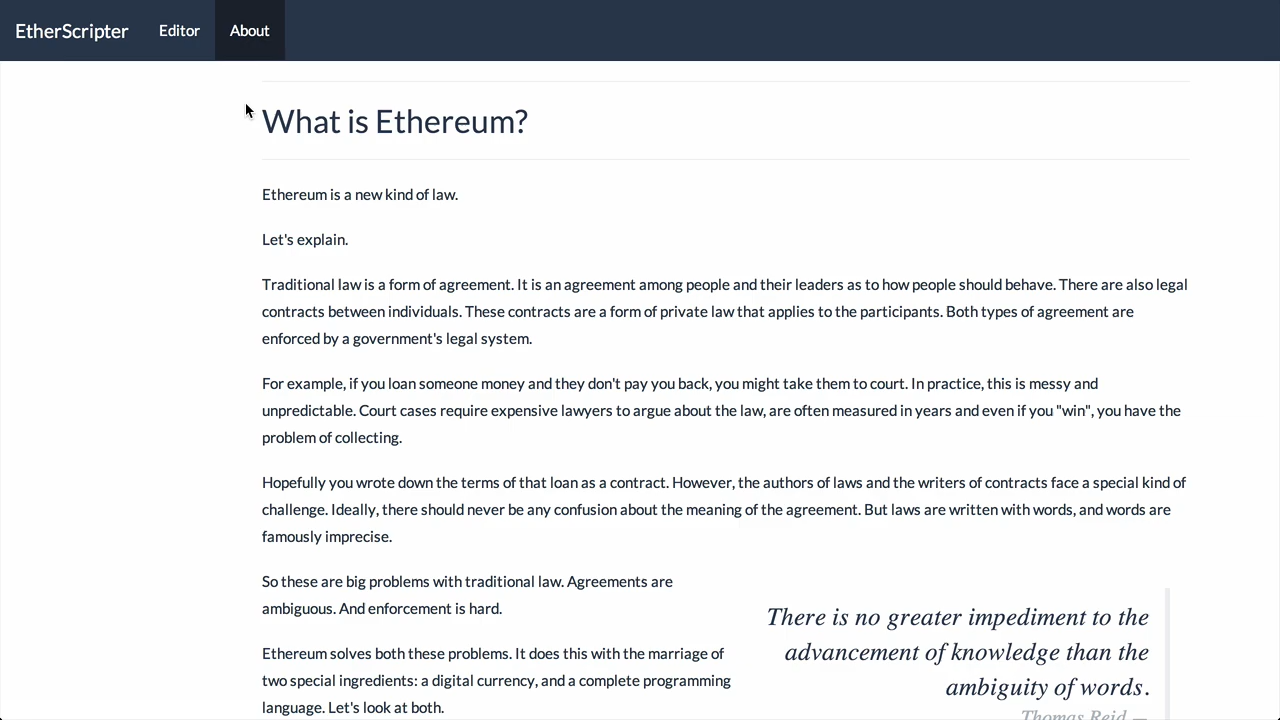 EtherScripter Editor About
What is Ethereum?
Ethereum is a new kind of law.
Let's explain.
Traditional law is a form of agreement. It is an agreement among people and their leaders as to how people should behave. There are also legal
contracts between individuals. These contracts are a form of private law that applies to the participants. Both types of agreement are
enforced by a government's legal system.
For example, if you loan someone money and they don't pay you back, you might take them to court. In practice, this is messy and
unpredictable. Court cases require expensive lawyers to argue about the law, are often measured in years and even if you "win", you have the
problem of collecting.
Hopefully you wrote down the terms of that loan as a contract. However, the authors of laws and the writers of contracts face a special kind of
challenge. Ideally, there should never be any confusion about the meaning of the agreement. But laws are written with words, and words are
famously imprecise.
So these are big problems with traditional law. Agreements are
ambiguous. And enforcement is hard.
Ethereum solves both these problems. It does this with the marriage of
two special ingredients: a digital currency, and a complete programming
language. Let's look at both.
There is no greater impediment to the
advancement of knowledge than the
ambiguity of words.
Thomas Reid —